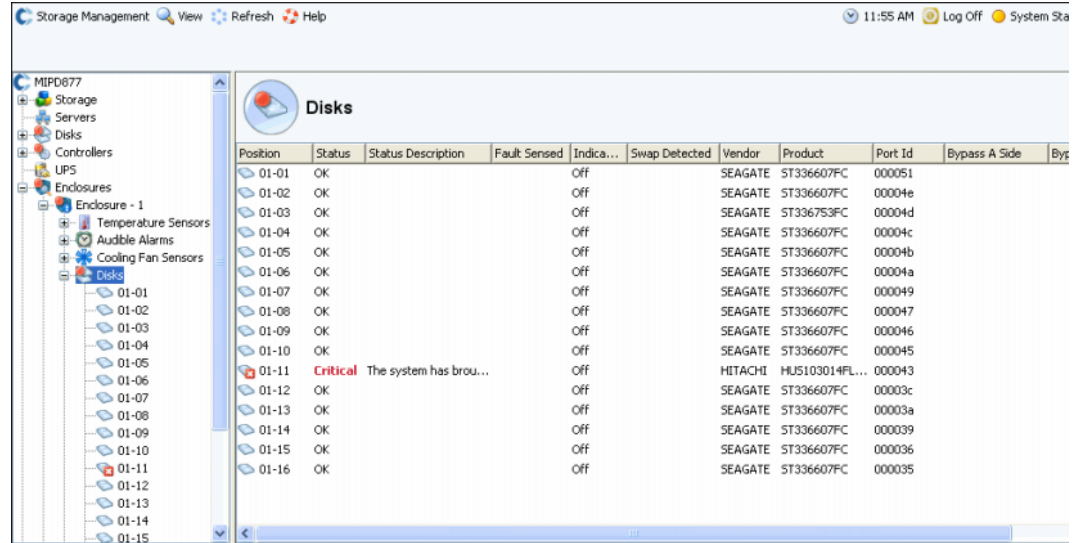 Storage Management View Refresh Help 11:55 AM Log Off System Sta
MIPD877
Storage
Servers
Disks
Controllers
UPS
Enclosures
Enclosure - 1
Temperature Sensors
Audible Alarms
Cooling Fan Sensors
Disks
01-01
01-02
01-03
01-04
01-05
01-06
01-07
01-08
01-09
01-10
01-11
01-12
01-13
01-14
01-15
Disks
Position Status Status Description Fault Sensed Indica... Swap Detected Vendor Product Port Id Bypass A Side Byp
01-01 OK Off SEAGATE ST336607FC 000051
01-02 OK Off SEAGATE ST336607FC 00004e
01-03 OK Off SEAGATE ST336753FC 00004d
01-04 OK Off SEAGATE ST336607FC 00004c
01-05 OK Off SEAGATE ST336607FC 00004b
01-06 OK Off SEAGATE ST336607FC 00004a
01-07 OK Off SEAGATE ST336607FC 000049
01-08 OK Off SEAGATE ST336607FC 000047
01-09 OK Off SEAGATE ST336607FC 000046
01-10 OK Off SEAGATE ST336607FC 000045
01-11 Critical The system has brou... Off HITACHI HUS103014FL... 000043
01-12 OK Off SEAGATE ST336607FC 00003c
01-13 OK Off SEAGATE ST336607FC 00003a
01-14 OK Off SEAGATE ST336607FC 000039
01-15 OK Off SEAGATE ST336607FC 000036
01-16 OK Off SEAGATE ST336607FC 000035